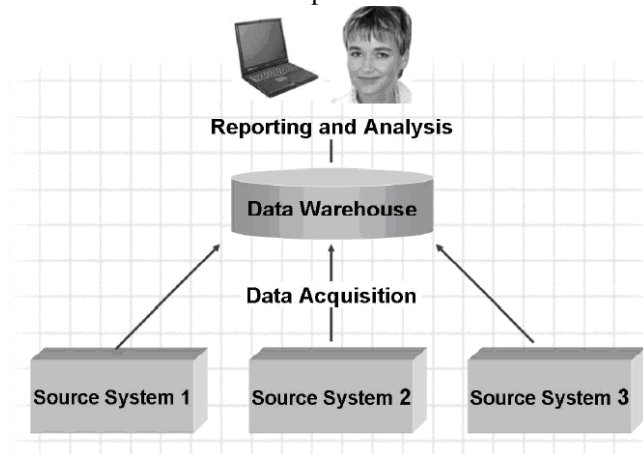 Reporting and Analysis
Data Warehouse
Data Acquisition
Source System 1
Source System 2
Source System 3